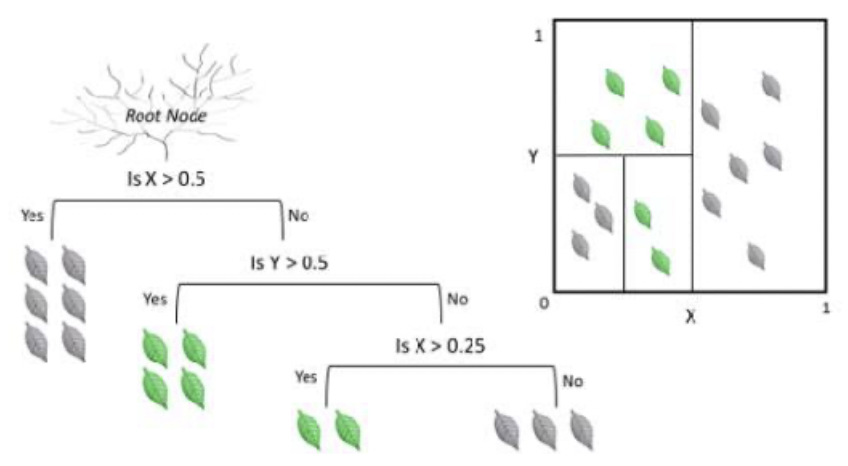 Root Node
Is X > 0.5
Yes
No
Is Y > 0.5
Yes
No
Is X > 0.25
Yes
No
1
Y
0
X
1